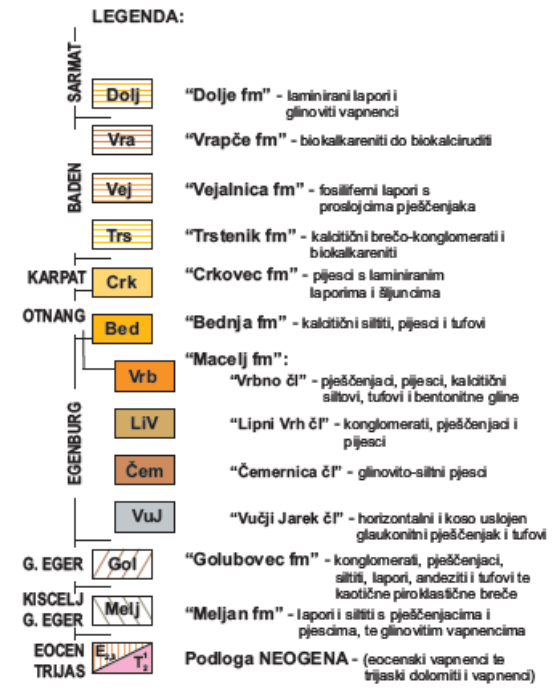 LEGENDA:
SARMAT
Dolj "Dolje fm" - laminirani lapori i
glinoviti vapnenci
Vra "Vrapče fm" - biokalkareniti do biokalciruditi
BADEN
Vej "Vejalnica fm" - fosiliferni lapori s
proslojcima pješčenjaka
Trs "Trstenik fm" - kalcitični brečo-konglomerati i
biokalkareniti
KARPAT Crk "Crkovec fm" - pijesci s laminiranim
laporima i šljuncima
OTNANG Bed "Bednja fm" - kalcitični siltiti, pijesci i tufovi
"Macelj fm":
Vrb "Vrbno čl" - pješčenjaci, pijesci, kalcitični
siltovi, tufovi i bentonitne gline
EGENBURG
LiV "Lipni Vrh čl" - konglomerati, pješčenjaci i
pijesci
Čem "Čemernica čl" - glinovito-siltni pjesci
VuJ "Vučji Jarek čl" - horizontalni i koso uslojen
glaukonitni pješčenjak i tufovi
G. EGER Gol "Golubovec fm" - konglomerati, pješčenjaci,
siltiti, lapori, andeziti i tufovi te
kaotične piroklastične breče
KISCELJ
G. EGER Melj "Meljan fm" - lapori i siltiti s pješčenjacima i
pjescima, te glinovitim vapnencima
EOCEN
TRIJAS E2,3 T12 Podloga NEOGENA - (eocenski vapnenci te
trijaski dolomiti i vapnenci)